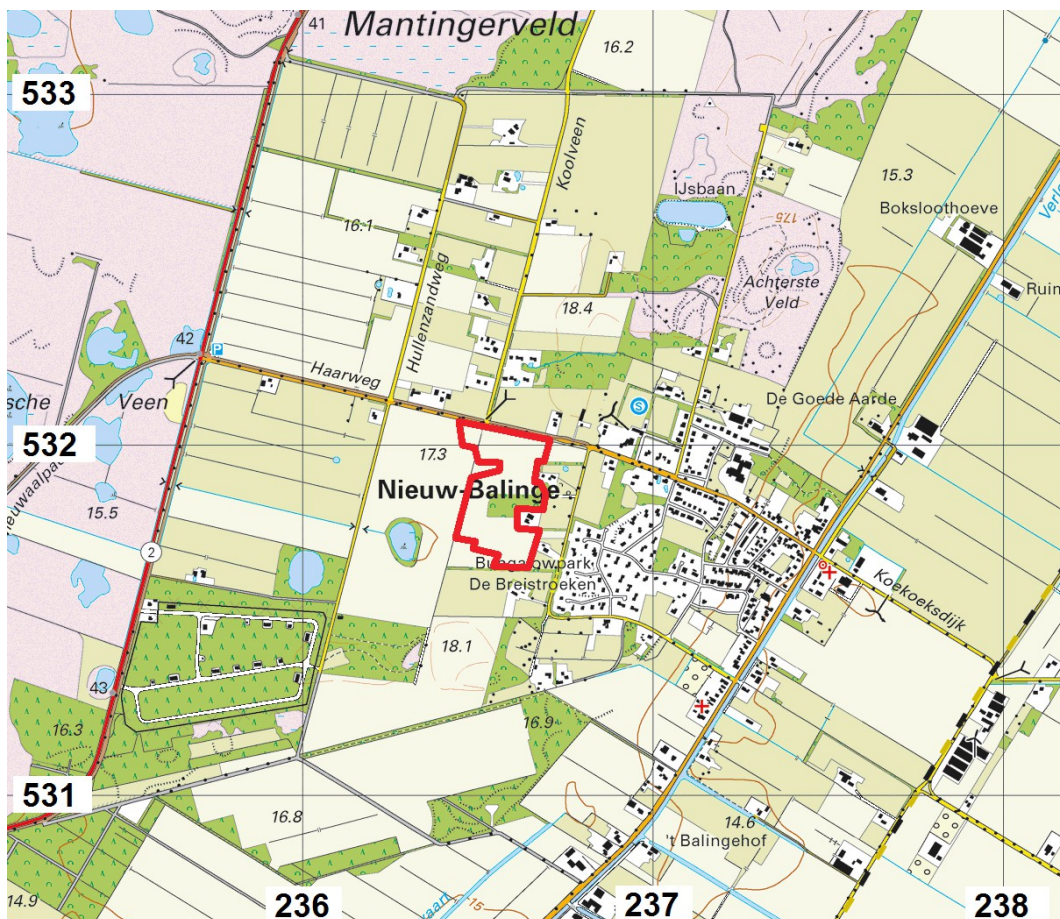 41
Mantingerveld
16.2
533
Koolveen
IJsbaan
15.3
Boksloothoeve
16.1
17.5
Hullenzandweg
Achterste
Veld
18.4
42
P
Haarweg
sche
Veen
S
De Goede Aarde
532
17.3
Nieuw-Balinge
15.5
2
Bungalowpark
De Breistroeken
Koekoeksdijk
18.1
43
16.3
16.9
531
16.8
14.6
't Balingehof
14.9
15
236
237
238